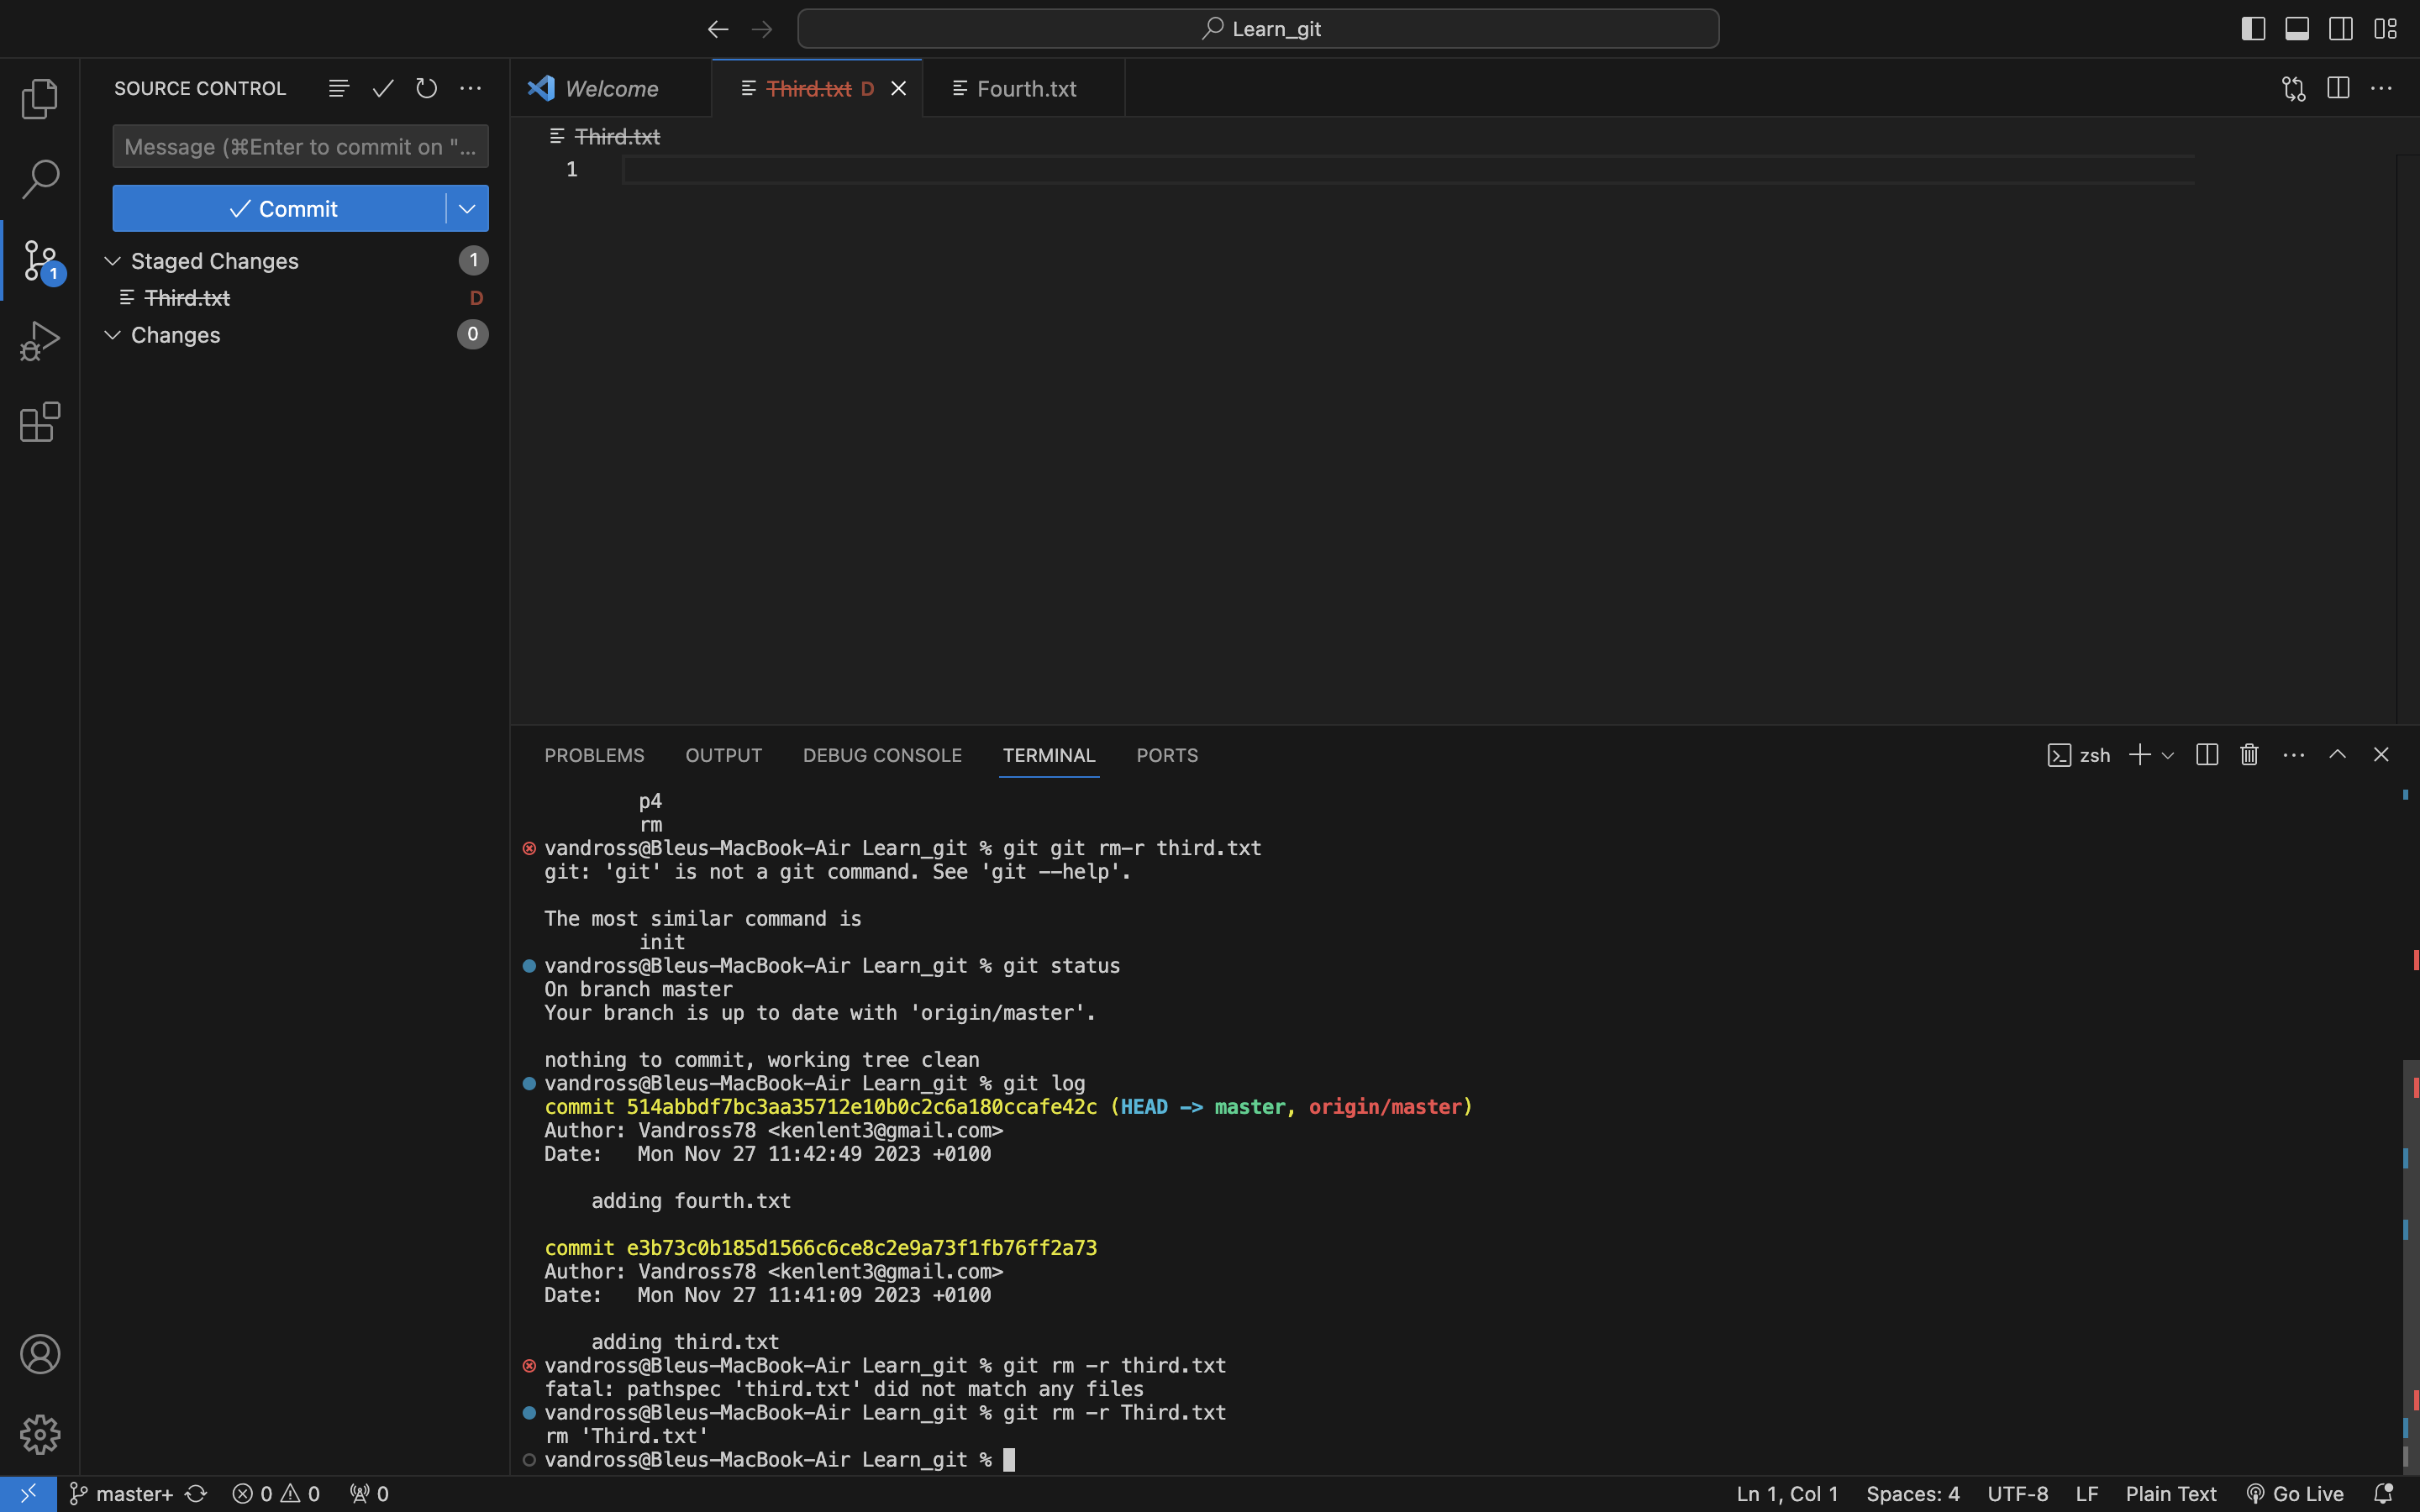 Learn_git
SOURCE CONTROL
Message (⌘Enter to commit on "...
Commit
Staged Changes 1
Third.txt D
Changes 0
1
Welcome
Third.txt D
Fourth.txt
Third.txt
1
PROBLEMS OUTPUT DEBUG CONSOLE TERMINAL PORTS
zsh
p4
rm
vandross@Bleus-MacBook-Air Learn_git % git git rm-r third.txt
git: 'git' is not a git command. See 'git --help'.
The most similar command is
init
vandross@Bleus-MacBook-Air Learn_git % git status
On branch master
Your branch is up to date with 'origin/master'.
nothing to commit, working tree clean
vandross@Bleus-MacBook-Air Learn_git % git log
commit 514abbdf7bc3aa35712e10b0c2c6a180ccafe42c (HEAD -> master, origin/master)
Author: Vandross78 <kenlent3@gmail.com>
Date:   Mon Nov 27 11:42:49 2023 +0100
adding fourth.txt
commit e3b73c0b185d1566c6ce8c2e9a73f1fb76ff2a73
Author: Vandross78 <kenlent3@gmail.com>
Date:   Mon Nov 27 11:41:09 2023 +0100
adding third.txt
vandross@Bleus-MacBook-Air Learn_git % git rm -r third.txt
fatal: pathspec 'third.txt' did not match any files
vandross@Bleus-MacBook-Air Learn_git % git rm -r Third.txt
rm 'Third.txt'
vandross@Bleus-MacBook-Air Learn_git %
master+ 0 0 0
Ln 1, Col 1 Spaces: 4 UTF-8 LF Plain Text Go Live